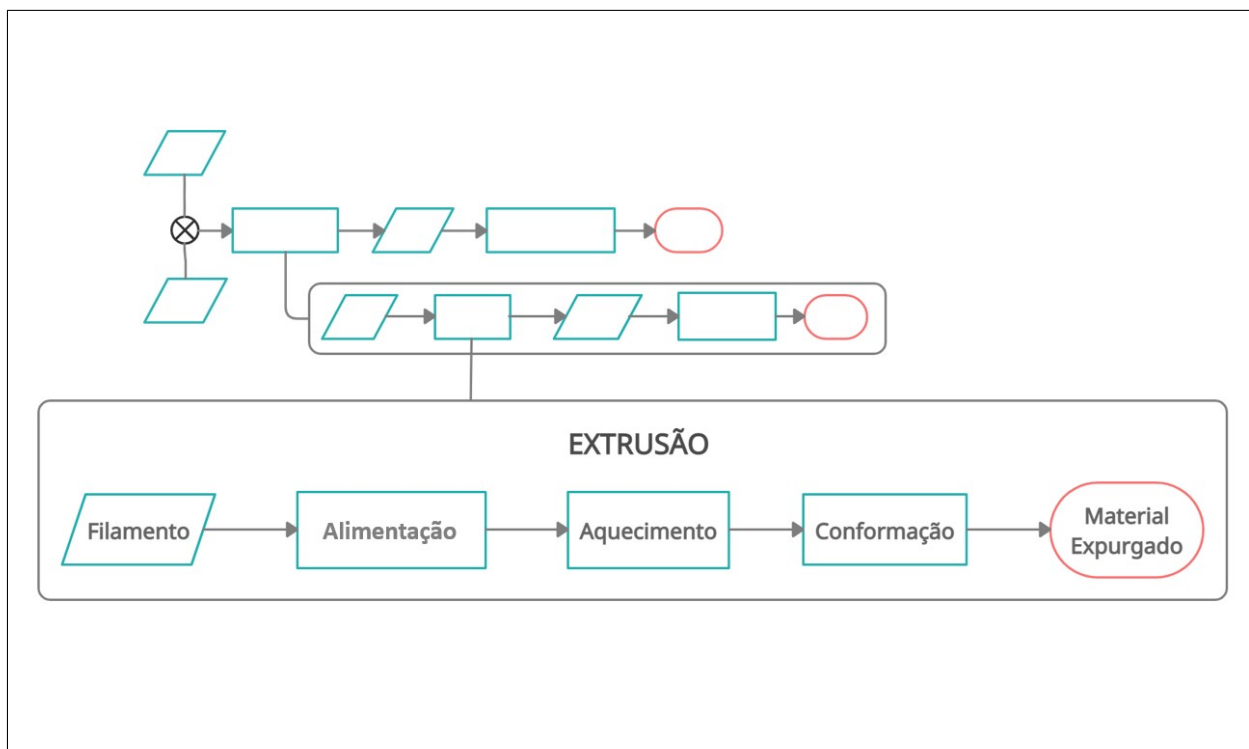 EXTRUSÃO
Filamento
Alimentação
Aquecimento
Conformação
Material
Expurgado